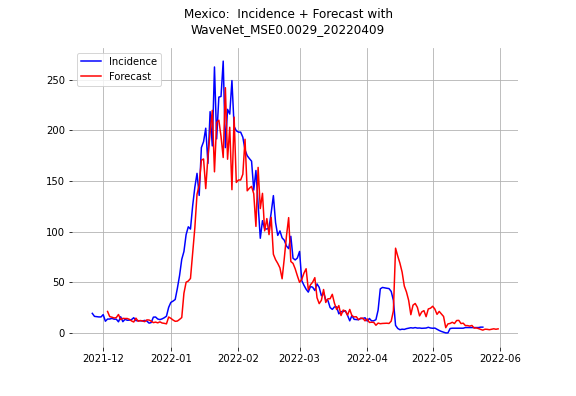 Mexico:  Incidence + Forecast with
WaveNet_MSE0.0029_20220409
Incidence
Forecast
250
200
150
100
50
0
2021-12 2022-01 2022-02 2022-03 2022-04 2022-05 2022-06